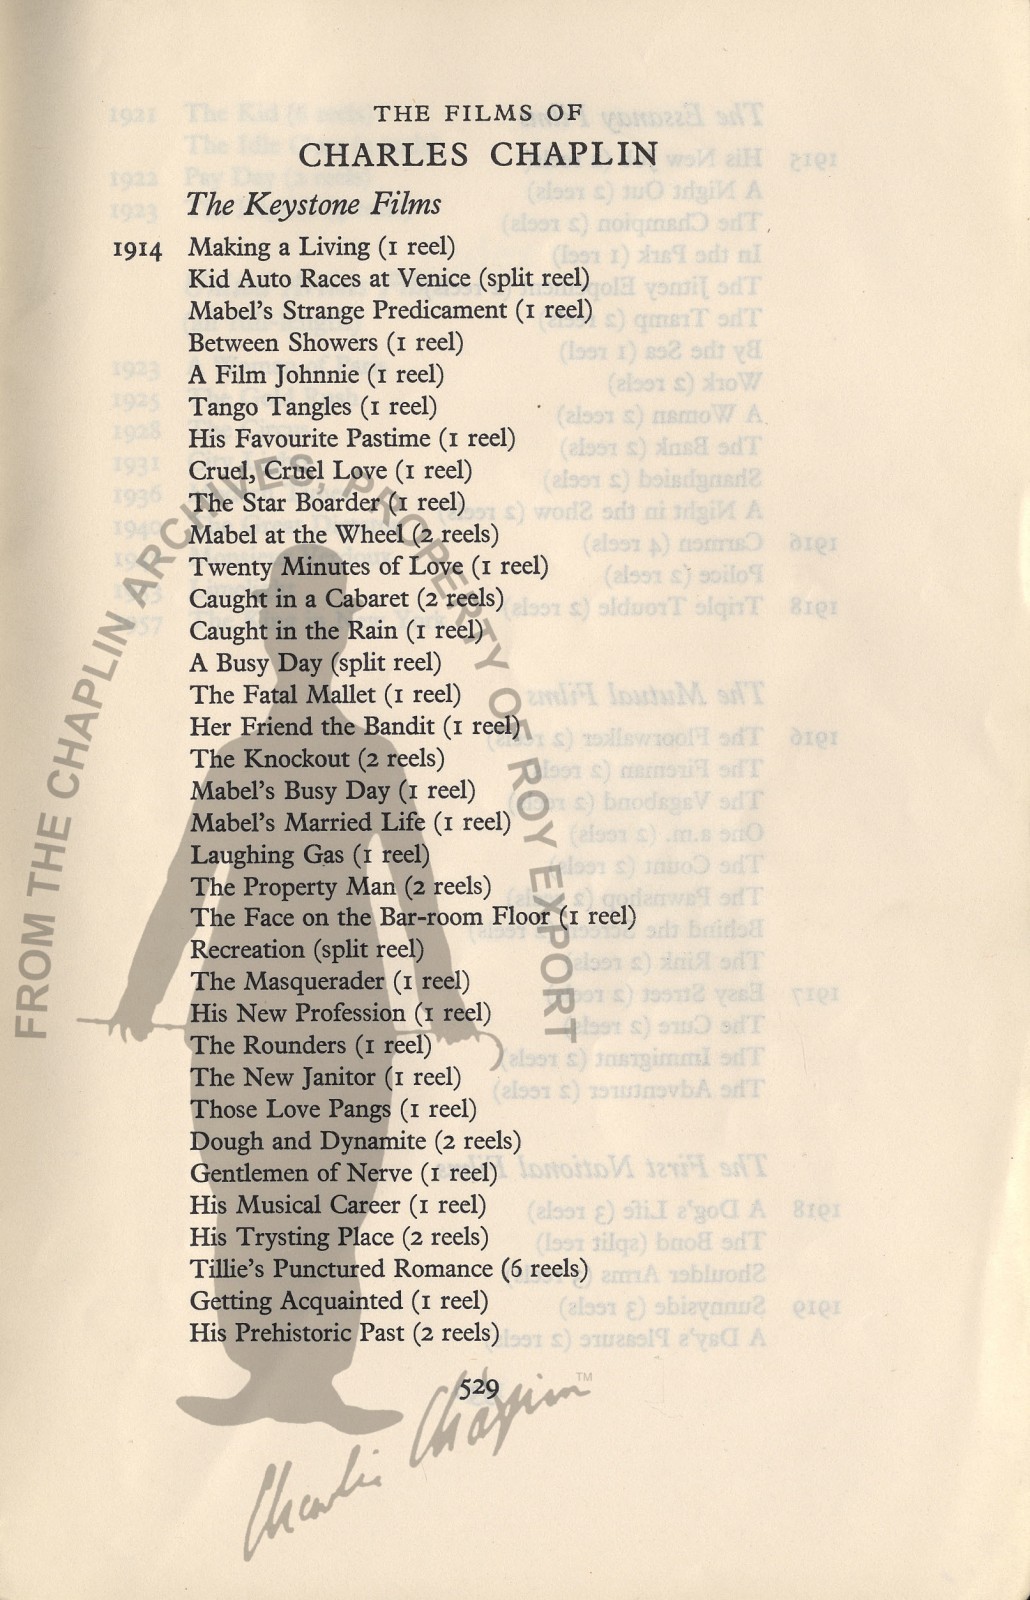 THE FILMS OF
CHARLES CHAPLIN
The Keystone Films
1914 Making a Living (1 reel)
Kid Auto Races at Venice (split reel)
Mabel's Strange Predicament (1 reel)
Between Showers (1 reel)
A Film Johnnie (1 reel)
Tango Tangles (1 reel)
His Favourite Pastime (1 reel)
Cruel, Cruel Love (1 reel)
The Star Boarder (1 reel)
Mabel at the Wheel (2 reels)
Twenty Minutes of Love (1 reel)
Caught in a Cabaret (2 reels)
Caught in the Rain (1 reel)
A Busy Day (split reel)
The Fatal Mallet (1 reel)
Her Friend the Bandit (1 reel)
The Knockout (2 reels)
Mabel's Busy Day (1 reel)
Mabel's Married Life (1 reel)
Laughing Gas (1 reel)
The Property Man (2 reels)
The Face on the Bar-room Floor (1 reel)
Recreation (split reel)
The Masquerader (1 reel)
His New Profession (1 reel)
The Rounders (1 reel)
The New Janitor (1 reel)
Those Love Pangs (1 reel)
Dough and Dynamite (2 reels)
Gentlemen of Nerve (1 reel)
His Musical Career (1 reel)
His Trysting Place (2 reels)
Tillie's Punctured Romance (6 reels)
Getting Acquainted (1 reel)
His Prehistoric Past (2 reels)
529
FROM THE CHAPLIN ARCHIVES, PROPERTY OF ROY EXPORT
Charlie Chaplin™